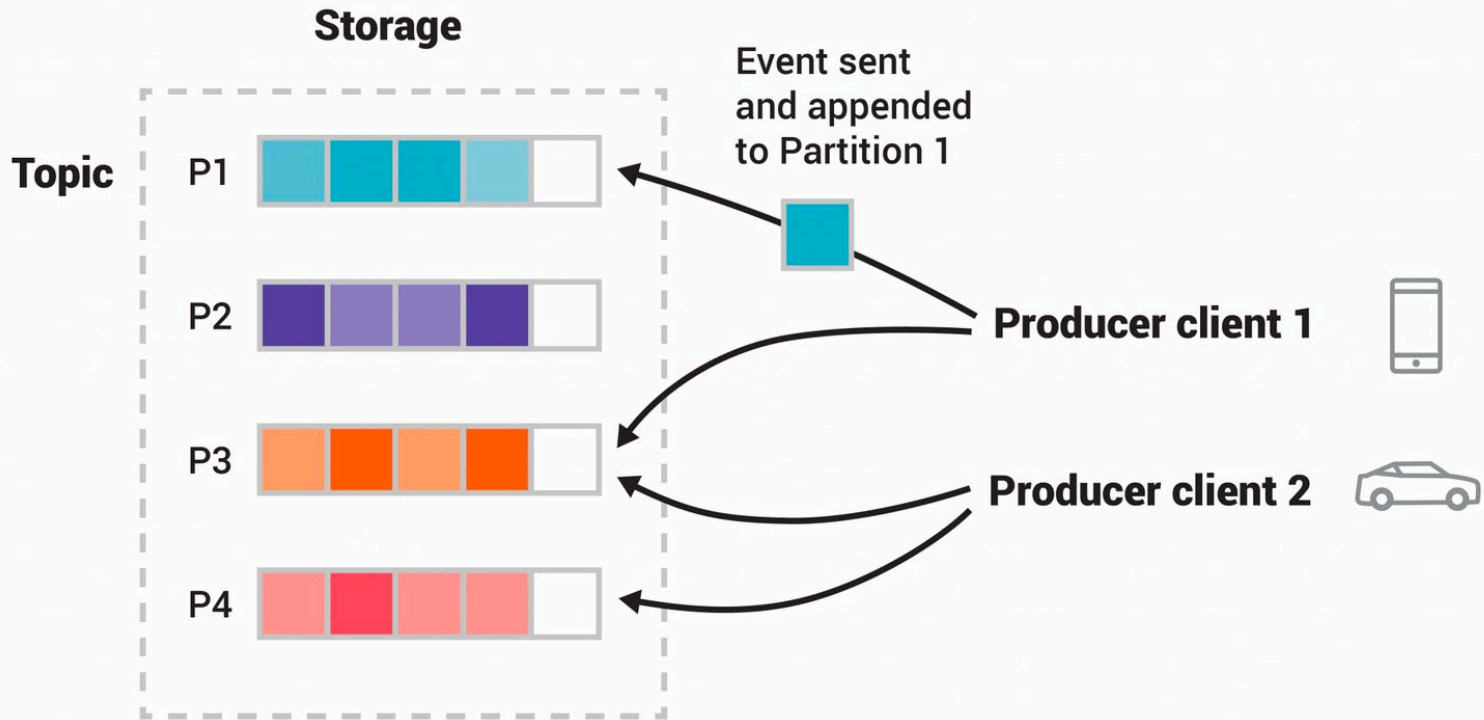 Storage
Event sent
and appended
to Partition 1
Topic
P1
P2
Producer client 1
P3
Producer client 2
P4